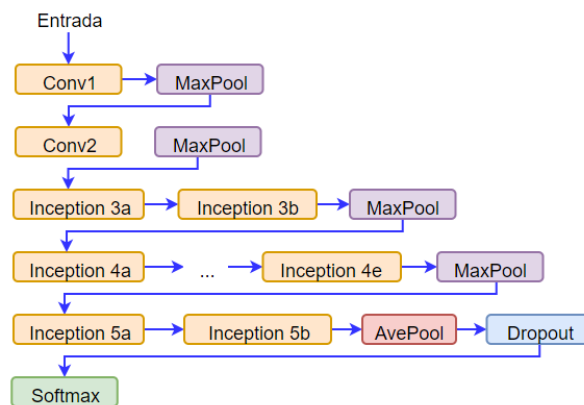 Entrada
Conv1 MaxPool
Conv2 MaxPool
Inception 3a Inception 3b MaxPool
Inception 4a ... Inception 4e MaxPool
Inception 5a Inception 5b AvePool Dropout
Softmax